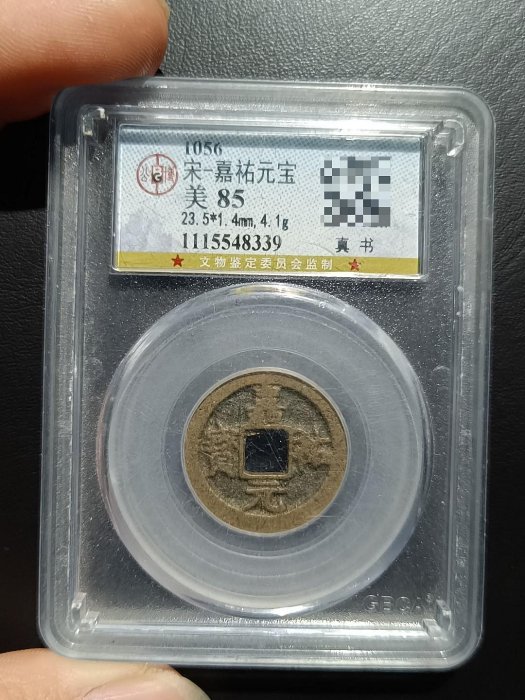 1056
宋-嘉祐元宝
美 85
23.5*1.4mm,4.1g
1115548339
真 书
★ 文物鉴定委员会监制 ★
嘉
祐
元
GBCA